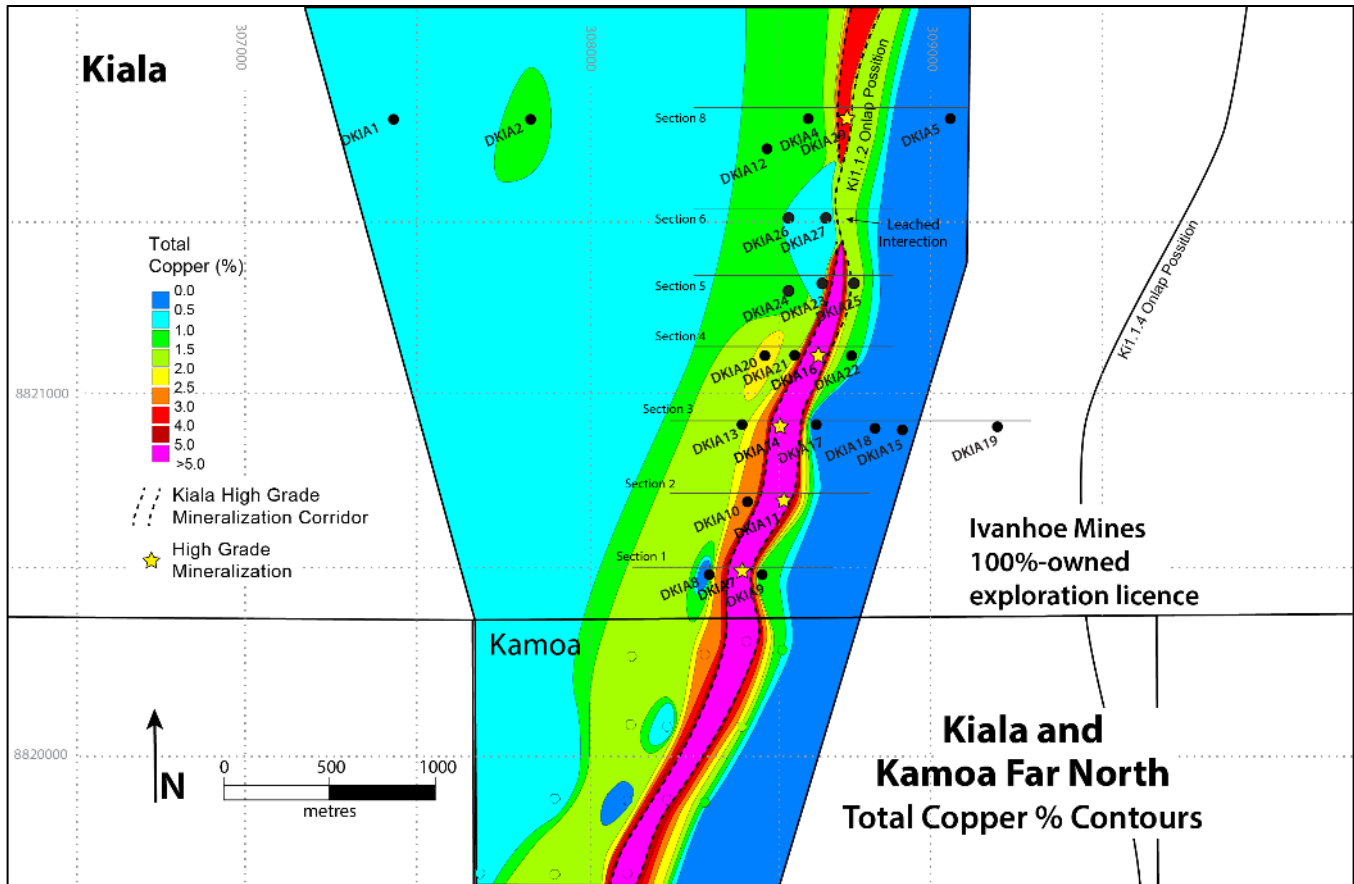 Kiala
307000
308000
309000
Section 8
DKIA1
DKIA2
DKIA4
DKIA29
DKIA5
DKIA12
Ki1.1.2 Onlap Possition
Section 6
DKIA26
DKIA27
Leached
Interection
Total
Copper (%)
0.0
0.5
1.0
1.5
2.0
2.5
3.0
4.0
5.0
>5.0
Kiala High Grade
Mineralization Corridor
High Grade
Mineralization
Section 5
DKIA24
DKIA23
DKIA25
Section 4
DKIA20
DKIA21
DKIA16
DKIA22
8821000
Section 3
DKIA13
DKIA14
DKIA17
DKIA18
DKIA15
DKIA19
Section 2
DKIA10
DKIA11
Section 1
DKIA8
DKIA7
DKIA9
Ki1.1.4 Onlap Possition
Ivanhoe Mines
100%-owned
exploration licence
Kamoa
8820000
N
0 500 1000
metres
Kiala and
Kamoa Far North
Total Copper % Contours